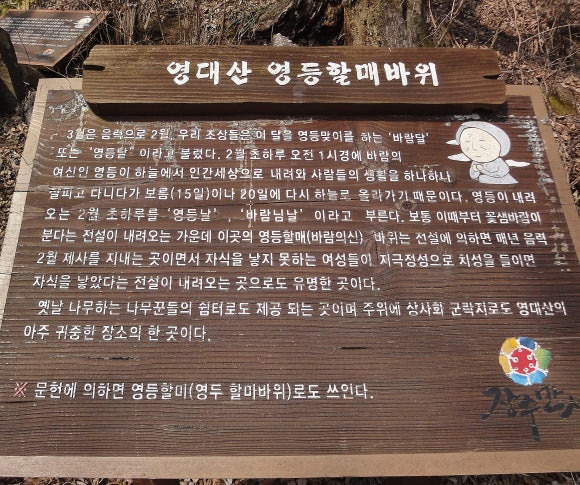 영대산 영등할매바위
3월은 음력으로 2월, 우리 조상들은 이 달을 영등맞이를 하는 '바람달'
또는 '영등달' 이라고 불렀다. 2월 초하루 오전 1시경에 바람의
여신인 영등이 하늘에서 인간세상으로 내려와 사람들의 생활을 하나하나
살피고 다니다가 보름(15일)이나 20일에 다시 하늘로 올라가기 때문이다. 영등이 내려
오는 2월 초하루를 '영등날' , '바람님날' 이라고 부른다. 보통 이때부터 꽃샘바람이
분다는 전설이 내려오는 가운데 이곳의 영등할매(바람의신) 바위는 전설에 의하면 매년 음력
2월 제사를 지내는 곳이면서 자식을 낳지 못하는 여성들이 지극정성으로 치성을 들이면
자식을 낳았다는 전설이 내려오는 곳으로도 유명한 곳이다.
옛날 나무하는 나무꾼들의 쉼터로도 제공 되는 곳이며 주위에 상사화 군락지로도 영대산의
아주 귀중한 장소의 한 곳이다.
※ 문헌에 의하면 영등할미(영두 할마바위)로도 쓰인다.